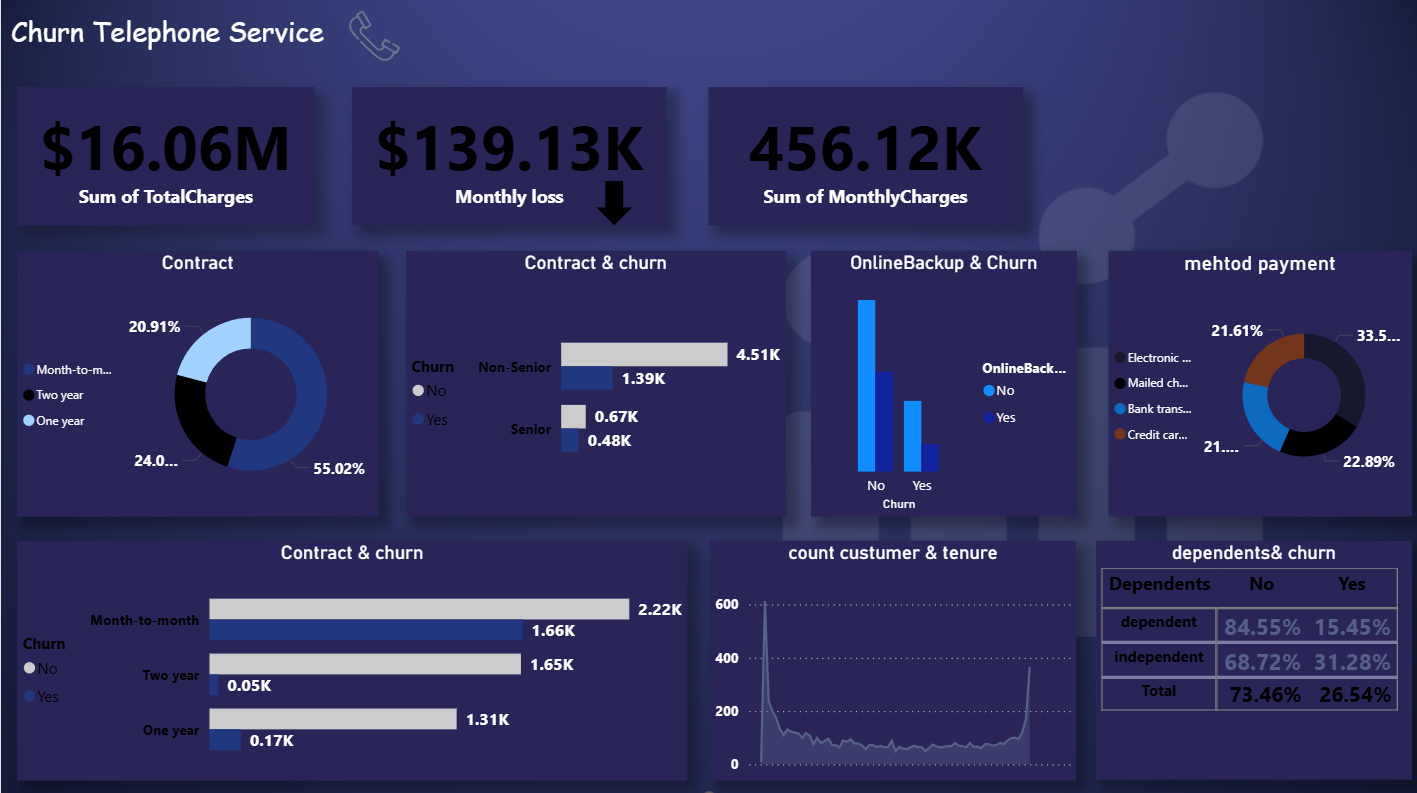 Churn Telephone Service
$16.06M
Sum of TotalCharges
$139.13K
Monthly loss
456.12K
Sum of MonthlyCharges
Contract
20.91%
Month-to-m...
Two year
One year
24.0...
55.02%
Contract & churn
Churn
No
Yes
Non-Senior
4.51K
1.39K
Senior
0.67K
0.48K
OnlineBackup & Churn
OnlineBack...
No
Yes
No Yes
Churn
mehtod payment
21.61%
33.5...
Electronic ...
Mailed ch...
Bank trans...
Credit car...
21....
22.89%
Contract & churn
Churn
No
Yes
Month-to-month
2.22K
1.66K
Two year
1.65K
0.05K
One year
1.31K
0.17K
count custumer & tenure
600
400
200
0
dependents& churn
Dependents No Yes
dependent 84.55% 15.45%
independent 68.72% 31.28%
Total 73.46% 26.54%